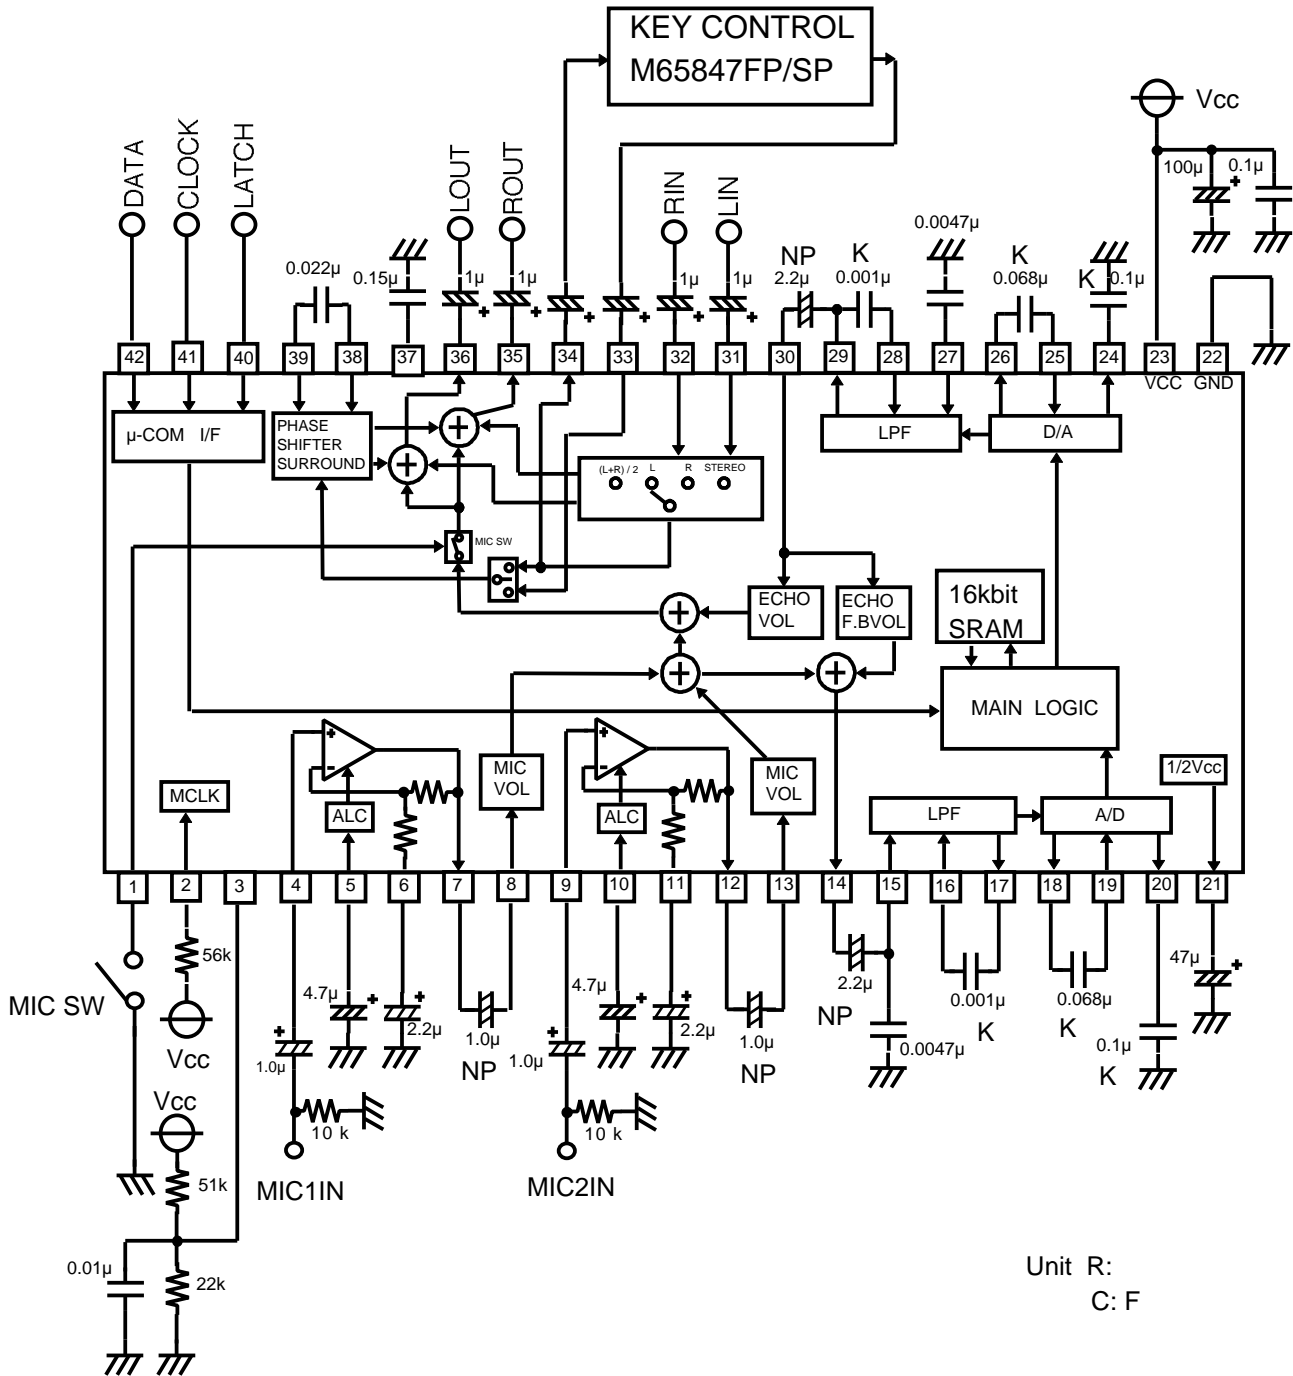 KEY CONTROL
M65847FP/SP
Vcc
DATA
CLOCK
LATCH
LOUT
ROUT
RIN
LIN
100µ
+
0.1µ
0.022µ
0.15µ
1µ
+
1µ
+
+
+
1µ
+
1µ
+
NP
2.2µ
K
0.001µ
0.0047µ
K
0.068µ
K
0.1µ
42 41 40 39 38 37 36 35 34 33 32 31 30 29 28 27 26 25 24 23 22
VCC GND
µ-COM I/F
PHASE
SHIFTER
SURROUND
+
+
(L+R) / 2 L R STEREO
LPF
D/A
MIC SW
ECHO
VOL
ECHO
F.BVOL
16kbit
SRAM
+
+
+
MAIN LOGIC
+
−
+
−
MIC
VOL
MIC
VOL
1/2Vcc
MCLK
ALC
ALC
LPF
A/D
1 2 3 4 5 6 7 8 9 10 11 12 13 14 15 16 17 18 19 20 21
MIC SW
56k
Vcc
4.7µ
+
+
2.2µ
+
1.0µ
1.0µ
NP
4.7µ
+
+
2.2µ
+
1.0µ
1.0µ
NP
2.2µ
NP
0.0047µ
0.001µ
K
0.068µ
K
0.1µ
K
47µ
+
Vcc
10 k
MIC1IN
10 k
MIC2IN
51k
0.01µ
22k
Unit R:
C: F